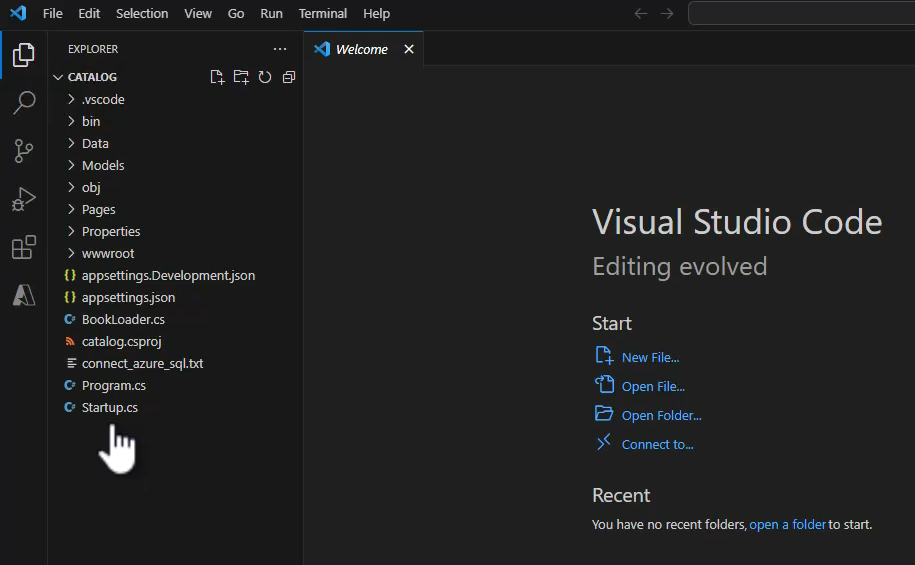 File Edit Selection View Go Run Terminal Help
EXPLORER
Welcome
CATALOG
.vscode
bin
Data
Models
obj
Pages
Properties
wwwroot
appsettings.Development.json
appsettings.json
BookLoader.cs
catalog.csproj
connect_azure_sql.txt
Program.cs
Startup.cs
Visual Studio Code
Editing evolved
Start
New File...
Open File...
Open Folder...
Connect to...
Recent
You have no recent folders, open a folder to start.